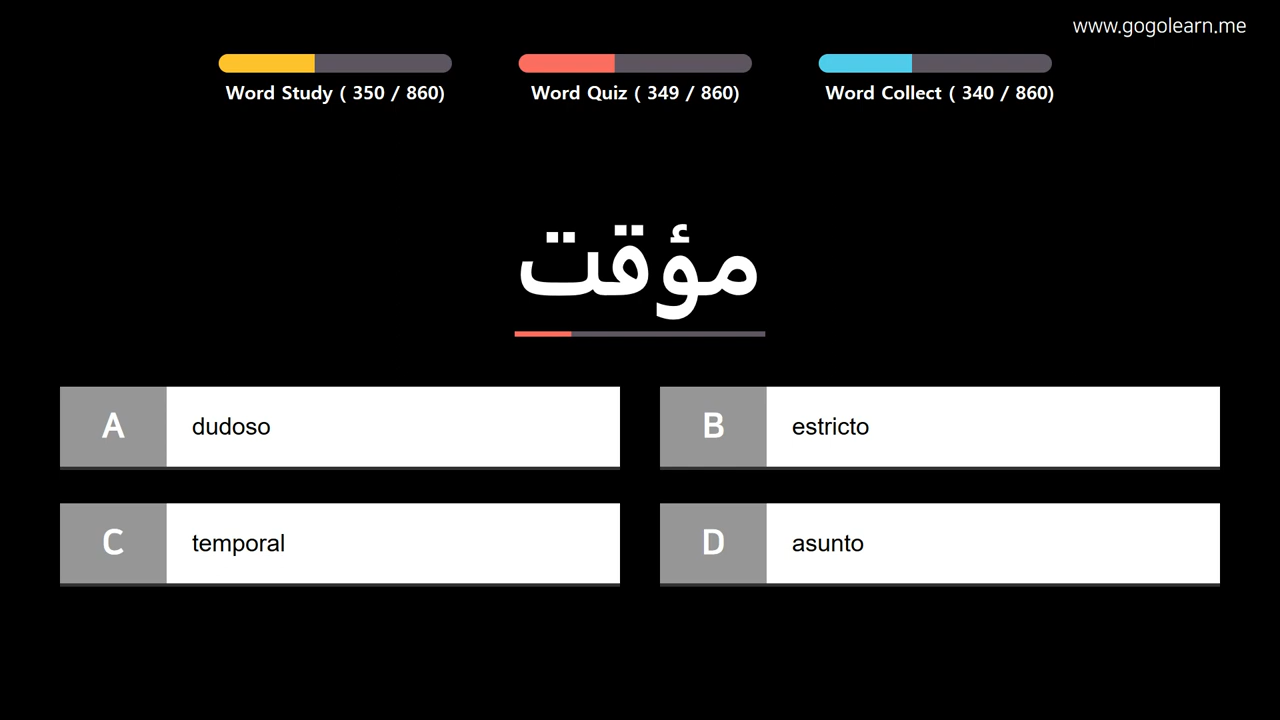 www.gogolearn.me
Word Study ( 350 / 860)
Word Quiz ( 349 / 860)
Word Collect ( 340 / 860)
مؤقت
A dudoso
B estricto
C temporal
D asunto